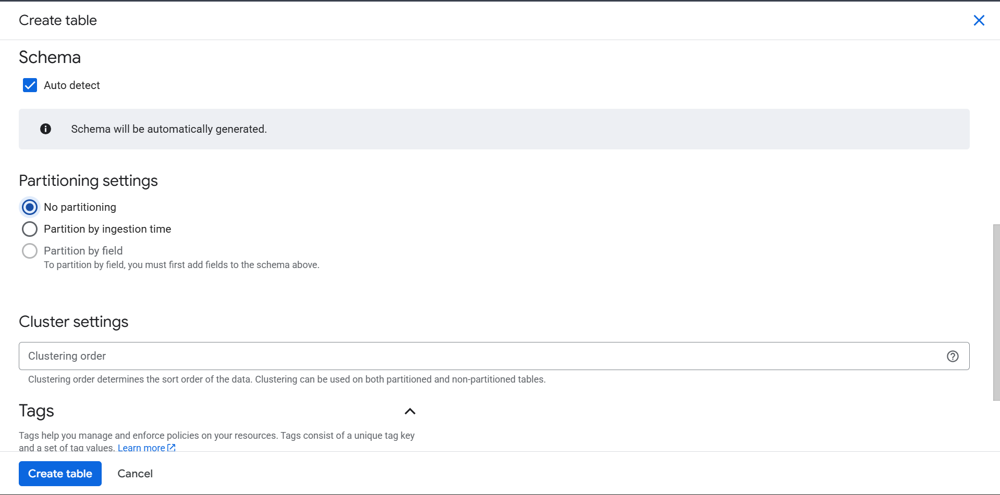 Create table
Schema
Auto detect
Schema will be automatically generated.
Partitioning settings
No partitioning
Partition by ingestion time
Partition by field
To partition by field, you must first add fields to the schema above.
Cluster settings
Clustering order
Clustering order determines the sort order of the data. Clustering can be used on both partitioned and non-partitioned tables.
Tags
Tags help you manage and enforce policies on your resources. Tags consist of a unique tag key
and a set of tag values. Learn more
Create table Cancel